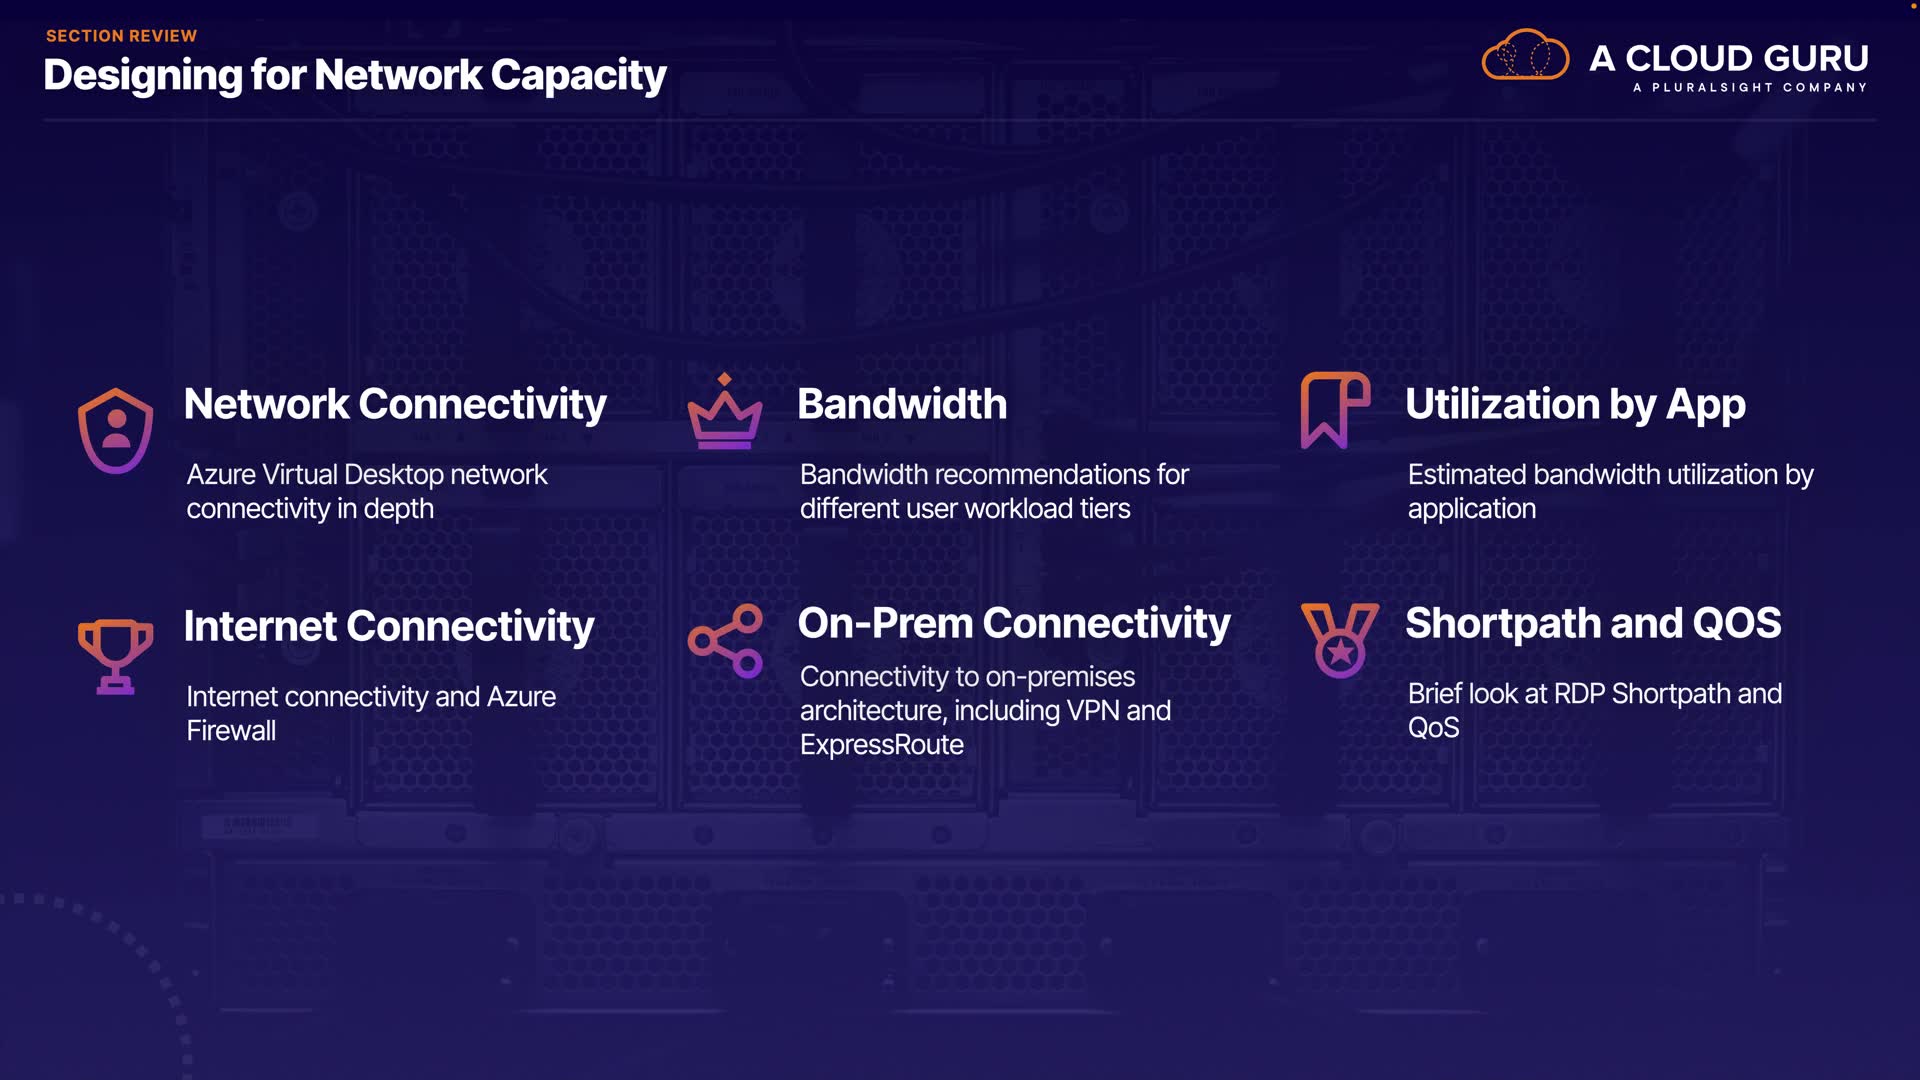 SECTION REVIEW
Designing for Network Capacity
A CLOUD GURU
A PLURALSIGHT COMPANY
Network Connectivity
Azure Virtual Desktop network
connectivity in depth
Bandwidth
Bandwidth recommendations for
different user workload tiers
Utilization by App
Estimated bandwidth utilization by
application
Internet Connectivity
Internet connectivity and Azure
Firewall
On-Prem Connectivity
Connectivity to on-premises
architecture, including VPN and
ExpressRoute
Shortpath and QOS
Brief look at RDP Shortpath and
QoS